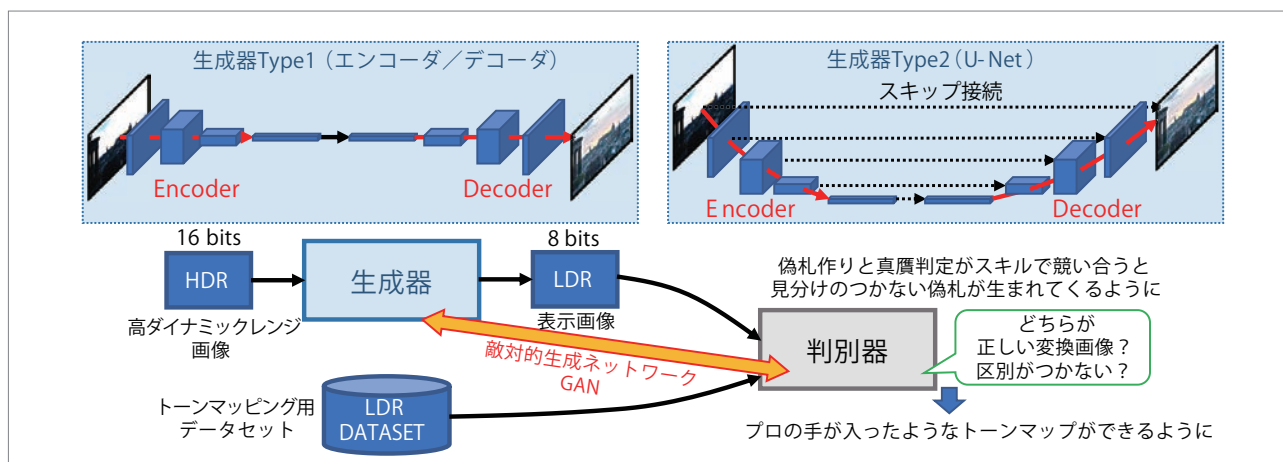 生成器Type1（エンコーダ／デコーダ）
Encoder
Decoder
生成器Type2（U-Net）
スキップ接続
Encoder
Decoder
16 bits
HDR
高ダイナミックレンジ
画像
生成器
8 bits
LDR
表示画像
敵対的生成ネットワーク
GAN
トーンマッピング用
データセット
LDR
DATASET
偽札作りと真贋判定がスキルで競い合うと
見分けのつかない偽札が生まれてくるように
判別器
どちらが
正しい変換画像？
区別がつかない？
プロの手が入ったようなトーンマップができるように